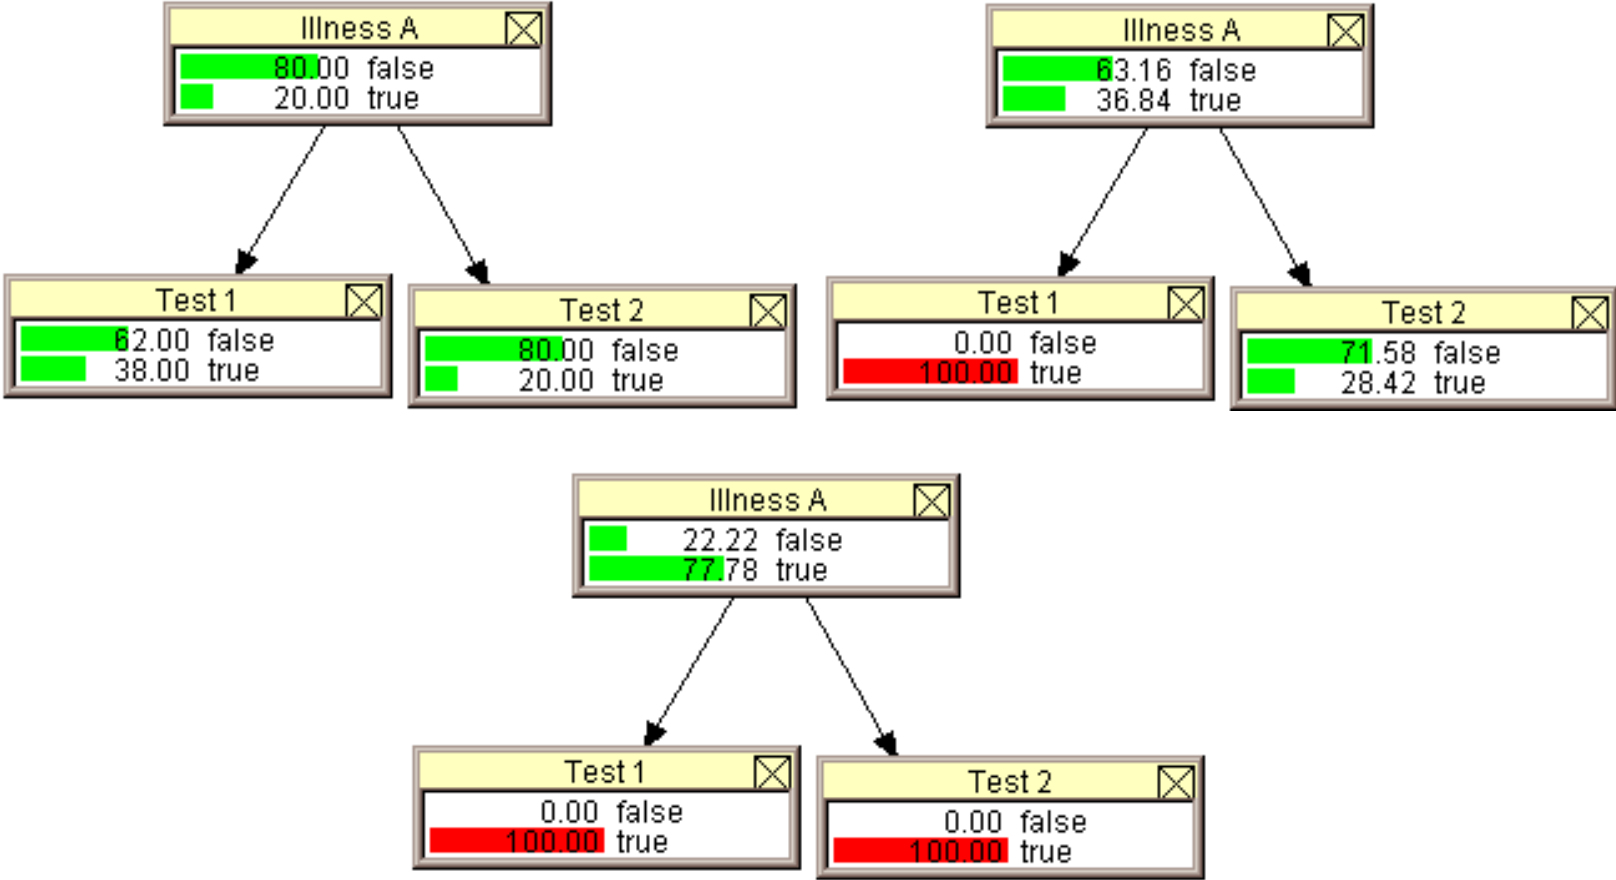 Illness A
80.00 false
20.00 true
Test 1
62.00 false
38.00 true
Test 2
80.00 false
20.00 true
Illness A
63.16 false
36.84 true
Test 1
0.00 false
100.00 true
Test 2
71.58 false
28.42 true
Illness A
22.22 false
77.78 true
Test 1
0.00 false
100.00 true
Test 2
0.00 false
100.00 true